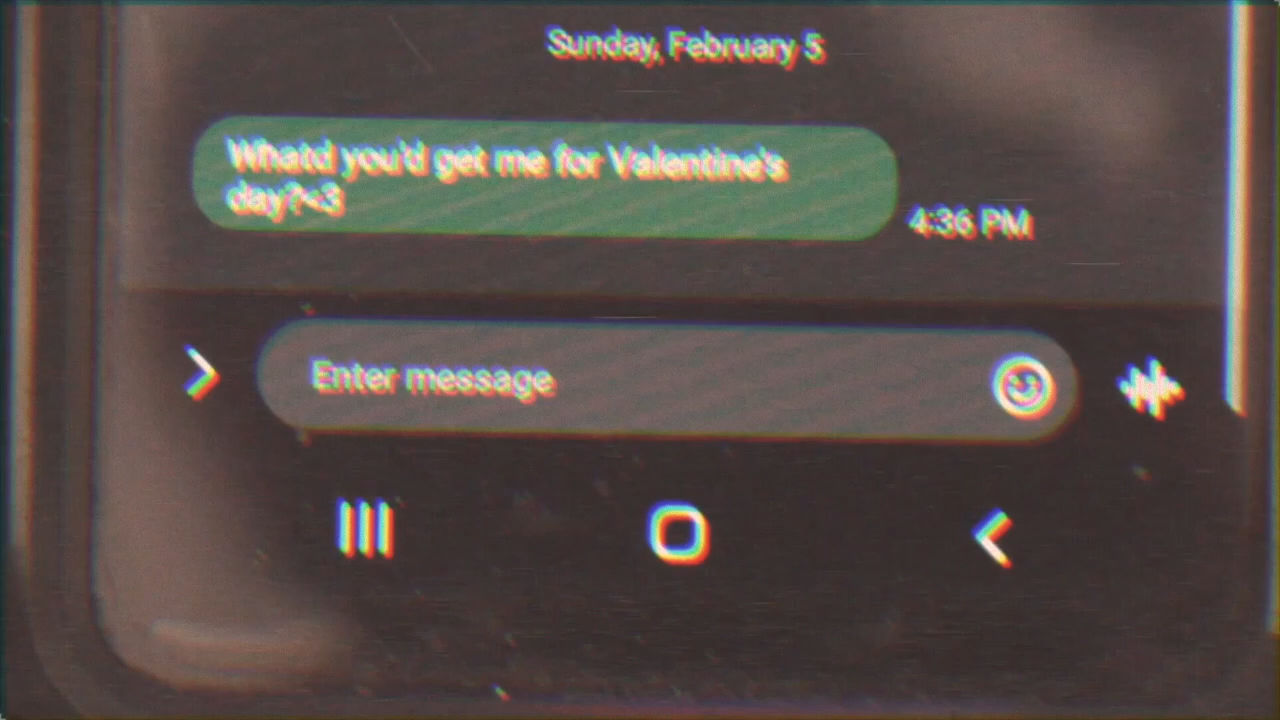 Sunday, February 5
Whatd you'd get me for Valentine's
day?<3
4:36 PM
Enter message